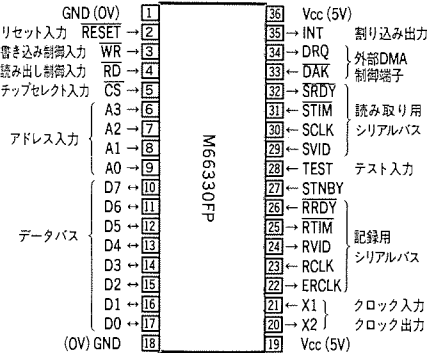 GND (0V) 1
リセット入力 RESET → 2
書き込み制御入力 WR → 3
読み出し制御入力 RD → 4
チップセレクト入力 CS → 5
アドレス入力
A3 → 6
A2 → 7
A1 → 8
A0 → 9
データバス
D7 ↔ 10
D6 ↔ 11
D5 ↔ 12
D4 ↔ 13
D3 ↔ 14
D2 ↔ 15
D1 ↔ 16
D0 ↔ 17
(0V) GND 18
M66330FP
36 Vcc (5V)
35 → INT 割り込み出力
34 → DRQ 外部DMA
33 ← DAK 制御端子
32 → SRDY
31 ← STIM 読み取り用
30 ← SCLK シリアルバス
29 ← SVID
28 ← TEST テスト入力
27 ← STNBY
26 ← RRDY
25 → RTIM 記録用
24 → RVID シリアルバス
23 → RCLK
22 ← ERCLK
21 ← X1 クロック入力
20 → X2 クロック出力
19 Vcc (5V)